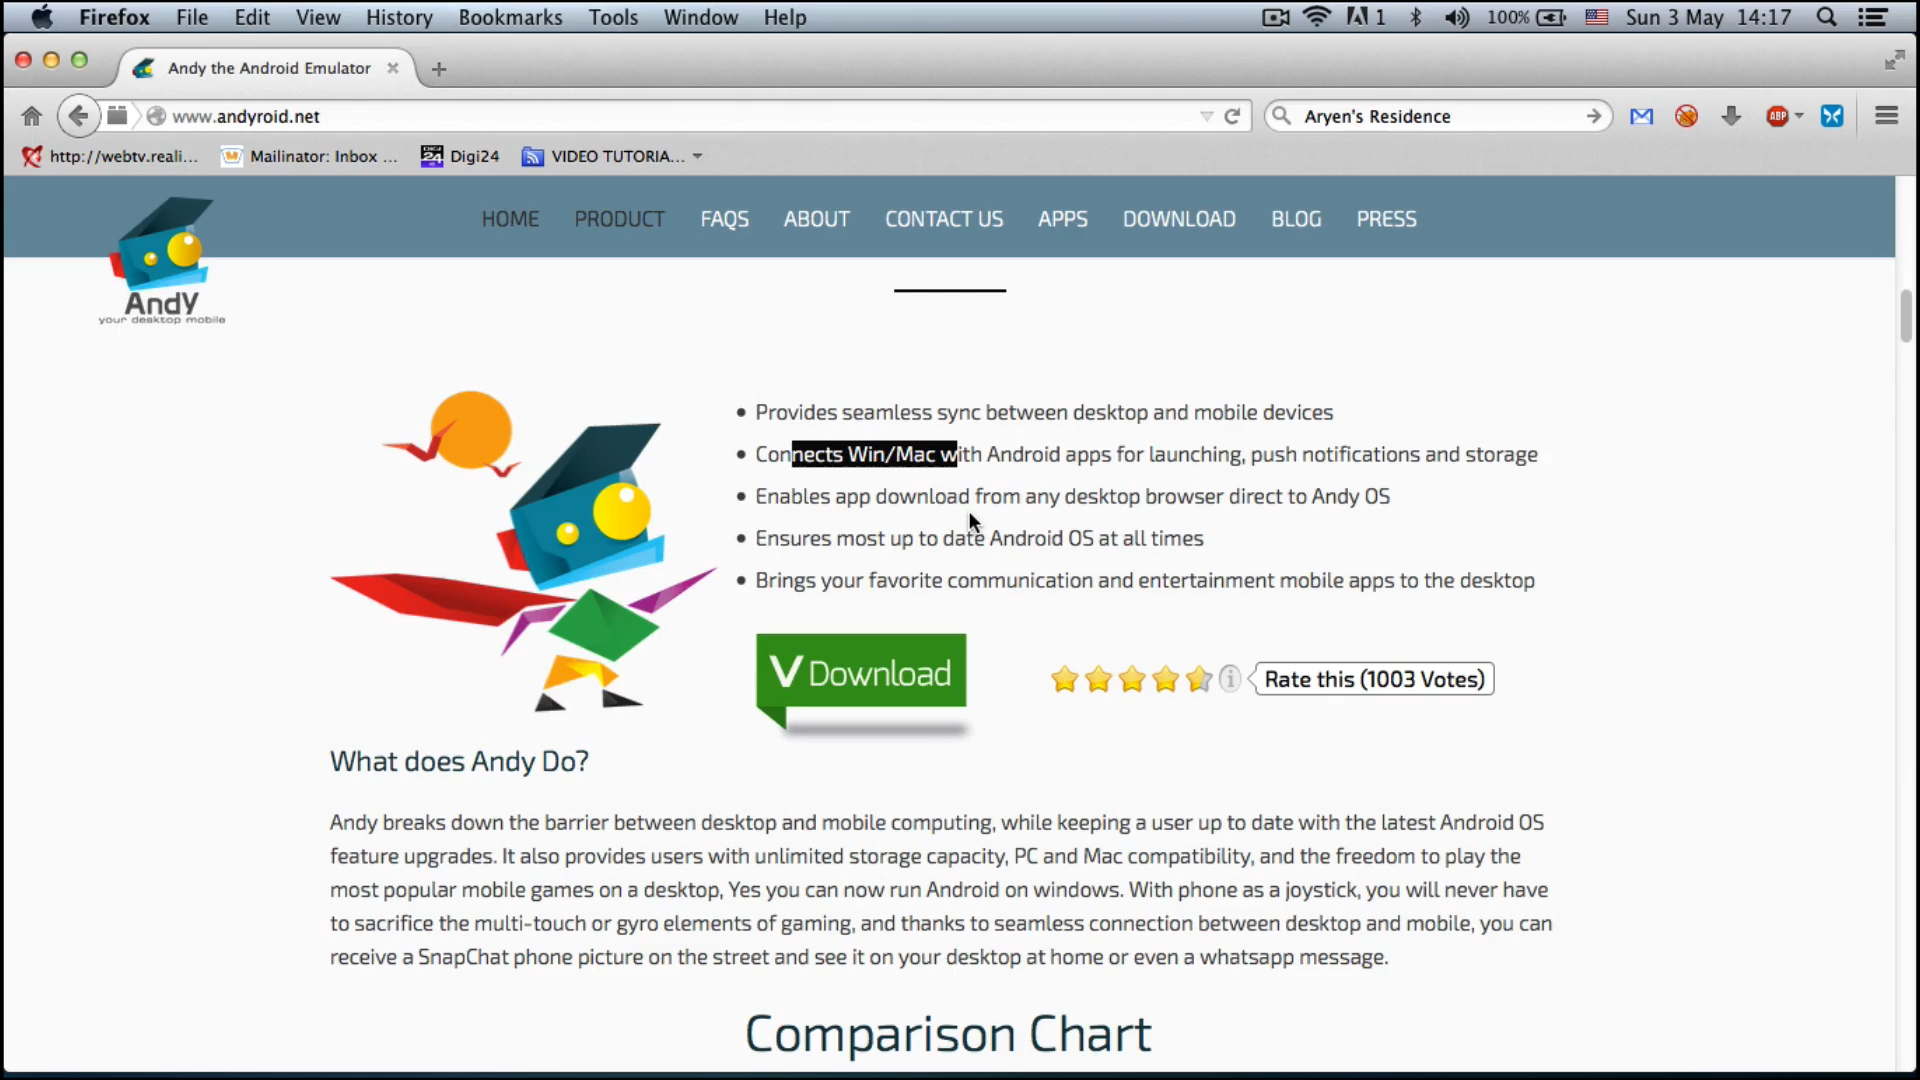 Firefox File Edit View History Bookmarks Tools Window Help 1 100% Sun 3 May 14:17
Andy the Android Emulator
www.andyroid.net Aryen's Residence ABP
http://webtv.reali... Mailinator: Inbox ... 24 Digi24 VIDEO TUTORIA...
HOME PRODUCT FAQS ABOUT CONTACT US APPS DOWNLOAD BLOG PRESS
AndY
your desktop mobile
• Provides seamless sync between desktop and mobile devices
• Connects Win/Mac with Android apps for launching, push notifications and storage
• Enables app download from any desktop browser direct to Andy OS
• Ensures most up to date Android OS at all times
• Brings your favorite communication and entertainment mobile apps to the desktop
V Download
Rate this (1003 Votes)
What does Andy Do?
Andy breaks down the barrier between desktop and mobile computing, while keeping a user up to date with the latest Android OS
feature upgrades. It also provides users with unlimited storage capacity, PC and Mac compatibility, and the freedom to play the
most popular mobile games on a desktop, Yes you can now run Android on windows. With phone as a joystick, you will never have
to sacrifice the multi-touch or gyro elements of gaming, and thanks to seamless connection between desktop and mobile, you can
receive a SnapChat phone picture on the street and see it on your desktop at home or even a whatsapp message.
Comparison Chart